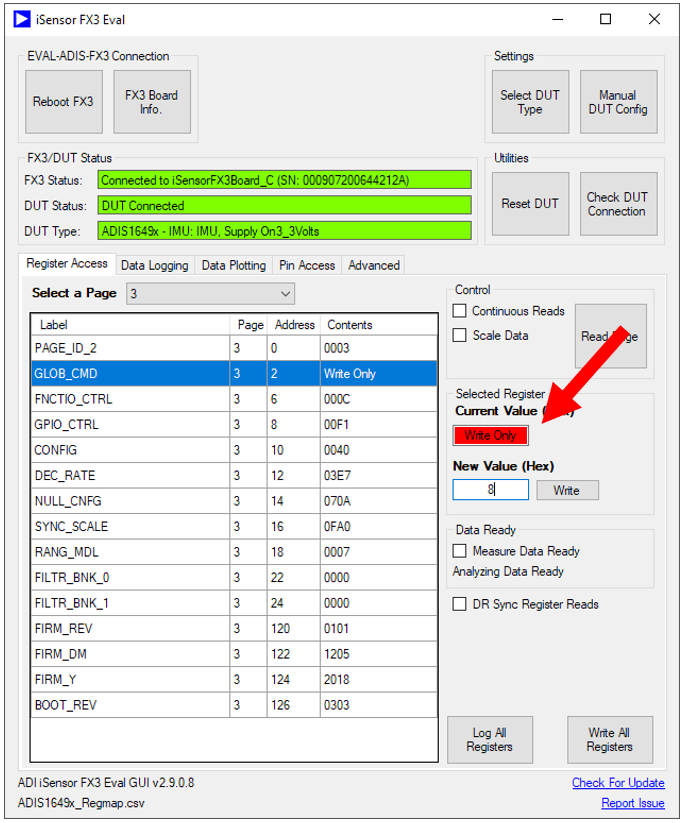 iSensor FX3 Eval
EVAL-ADIS-FX3 Connection
Reboot FX3
FX3 Board
Info.
Settings
Select DUT
Type
Manual
DUT Config
FX3/DUT Status
FX3 Status: Connected to iSensorFX3Board_C (SN: 000907200644212A)
DUT Status: DUT Connected
DUT Type: ADIS1649x - IMU: IMU, Supply On3_3Volts
Utilities
Reset DUT
Check DUT
Connection
Register Access Data Logging Data Plotting Pin Access Advanced
Select a Page 3
Label Page Address Contents
PAGE_ID_2 3 0 0003
GLOB_CMD 3 2 Write Only
FNCTIO_CTRL 3 6 000C
GPIO_CTRL 3 8 00F1
CONFIG 3 10 0040
DEC_RATE 3 12 03E7
NULL_CNFG 3 14 070A
SYNC_SCALE 3 16 0FA0
RANG_MDL 3 18 0007
FILTR_BNK_0 3 22 0000
FILTR_BNK_1 3 24 0000
FIRM_REV 3 120 0101
FIRM_DM 3 122 1205
FIRM_Y 3 124 2018
BOOT_REV 3 126 0303
Control
Continuous Reads
Scale Data
Selected Register
Current Value
Write Only
New Value (Hex)
8 Write
Data Ready
Measure Data Ready
Analyzing Data Ready
DR Sync Register Reads
Log All
Registers
Write All
Registers
ADI iSensor FX3 Eval GUI v2.9.0.8
Check For Update
ADIS1649x_Regmap.csv
Report Issue